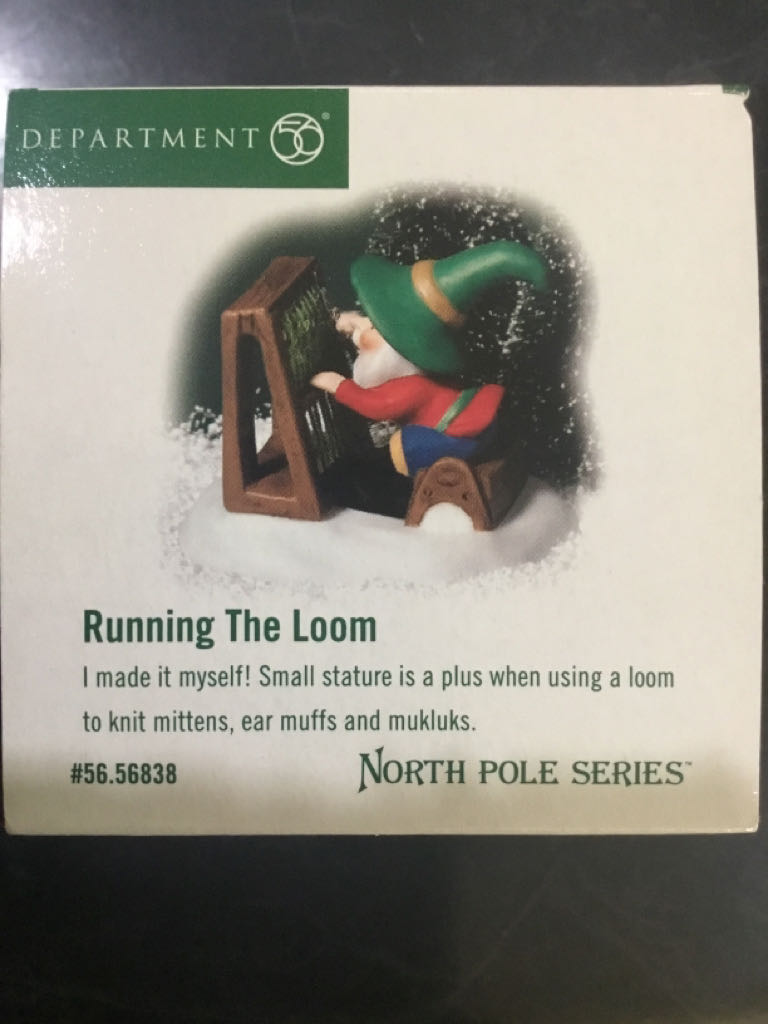 DEPARTMENT 56®
Running The Loom
I made it myself! Small stature is a plus when using a loom
to knit mittens, ear muffs and mukluks.
#56.56838 NORTH POLE SERIES™